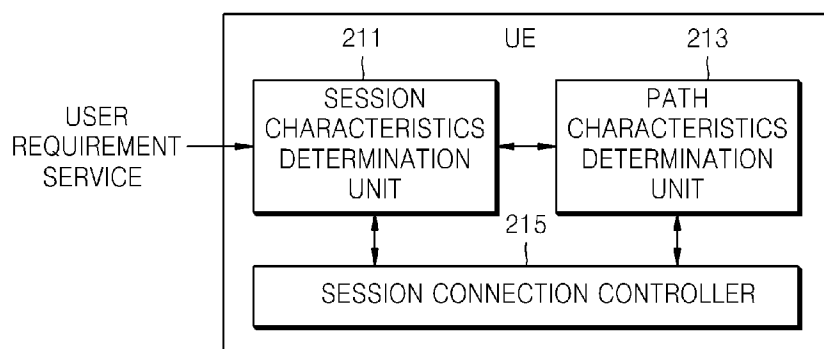 211
UE
213
USER
REQUIREMENT
SERVICE
SESSION
CHARACTERISTICS
DETERMINATION
UNIT
PATH
CHARACTERISTICS
DETERMINATION
UNIT
215
SESSION CONNECTION CONTROLLER